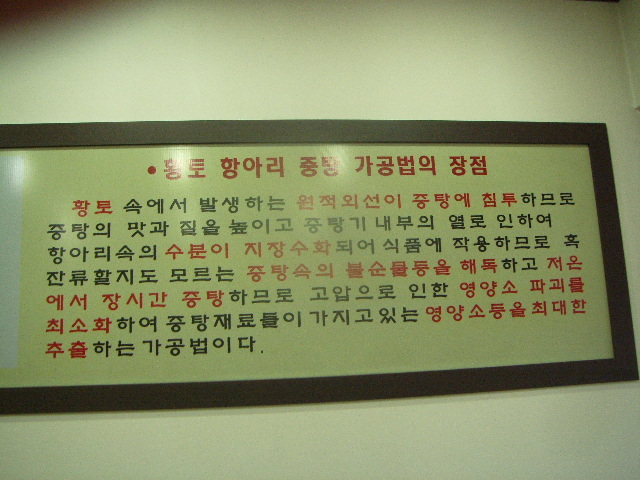 • 황토 항아리 중탕 가공법의 장점
황토 속에서 발생하는 원적외선이 중탕에 침투하므로
중탕의 맛과 질을 높이고 중탕기 내부의 열로 인하여
항아리속의 수분이 지장수화되어 식품에 작용하므로 혹
잔류할지도 모르는 중탕속의 불순물등을 해독하고 저온
에서 장시간 중탕하므로 고압으로 인한 영양소 파괴를
최소화하여 중탕재료들이 가지고있는 영양소등을 최대한
추출하는 가공법이다.